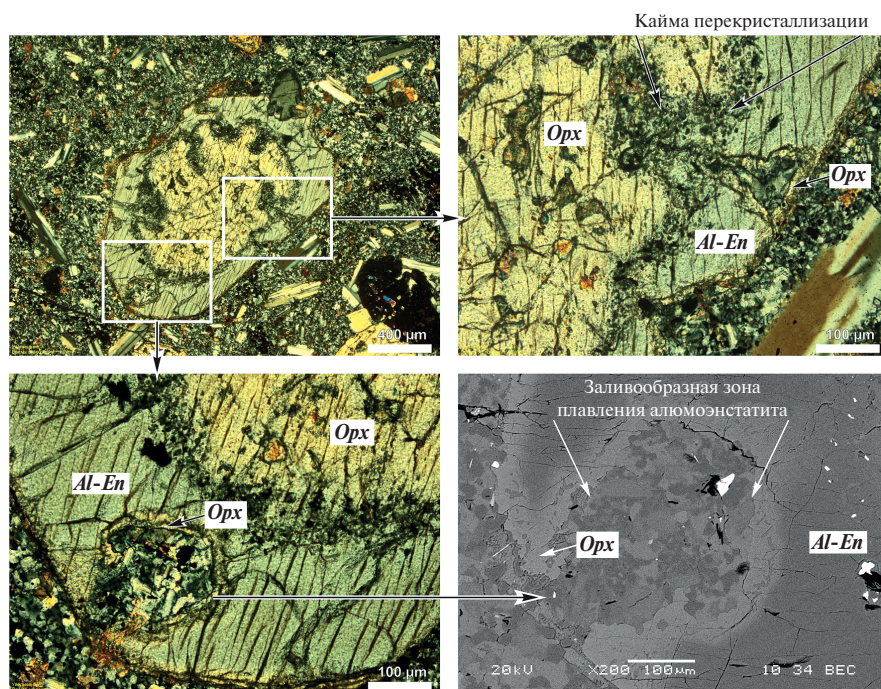 Кайма перекристаллизации
Opx
Opx
Al-En
400 µm
100 µm
Opx
Al-En
Opx
100 µm
Заливообразная зона
плавления алюмоэнстатита
Opx
Al-En
20kV X200 100µm 10 34 BEC